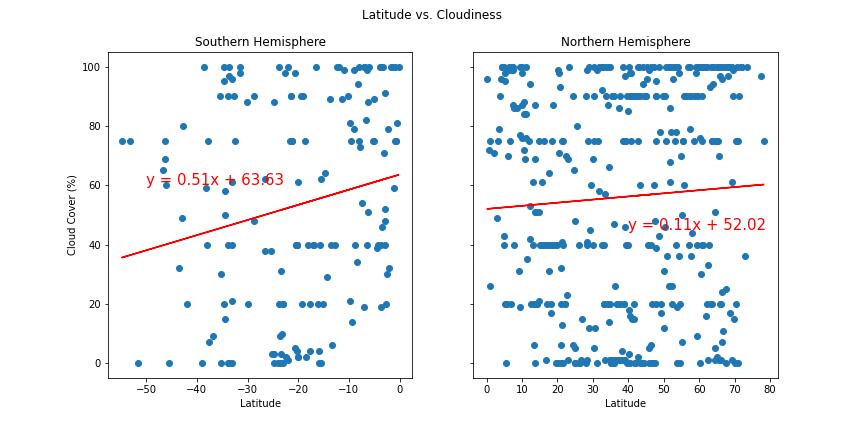 Latitude vs. Cloudiness
Southern Hemisphere
Northern Hemisphere
100
80
60
40
20
0
Cloud Cover (%)
y = 0.51x + 63.63
y = 0.11x + 52.02
−50 −40 −30 −20 −10 0
0 10 20 30 40 50 60 70 80
Latitude
Latitude